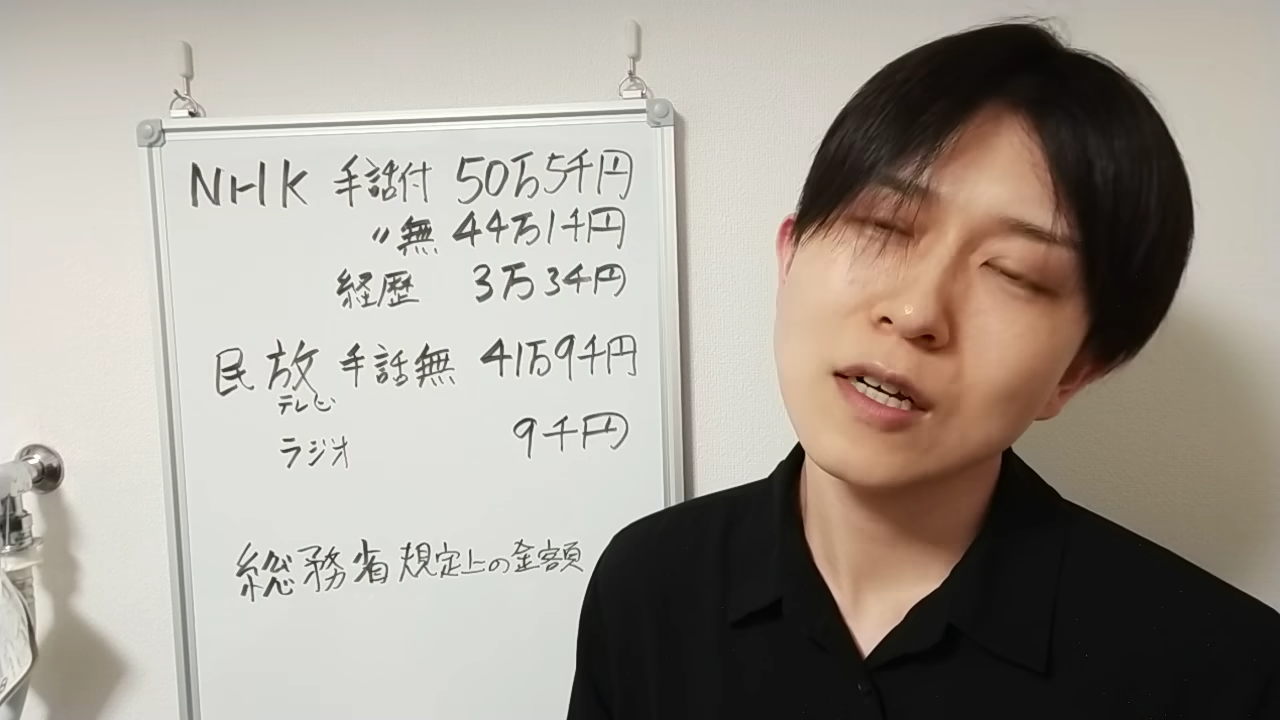 NHK 手話付 50万5千円
〃無 44万1千円
経歴 3万34円
民放 手話無 41万9千円
テレビ
ラジオ 9千円
総務省規定上の金額